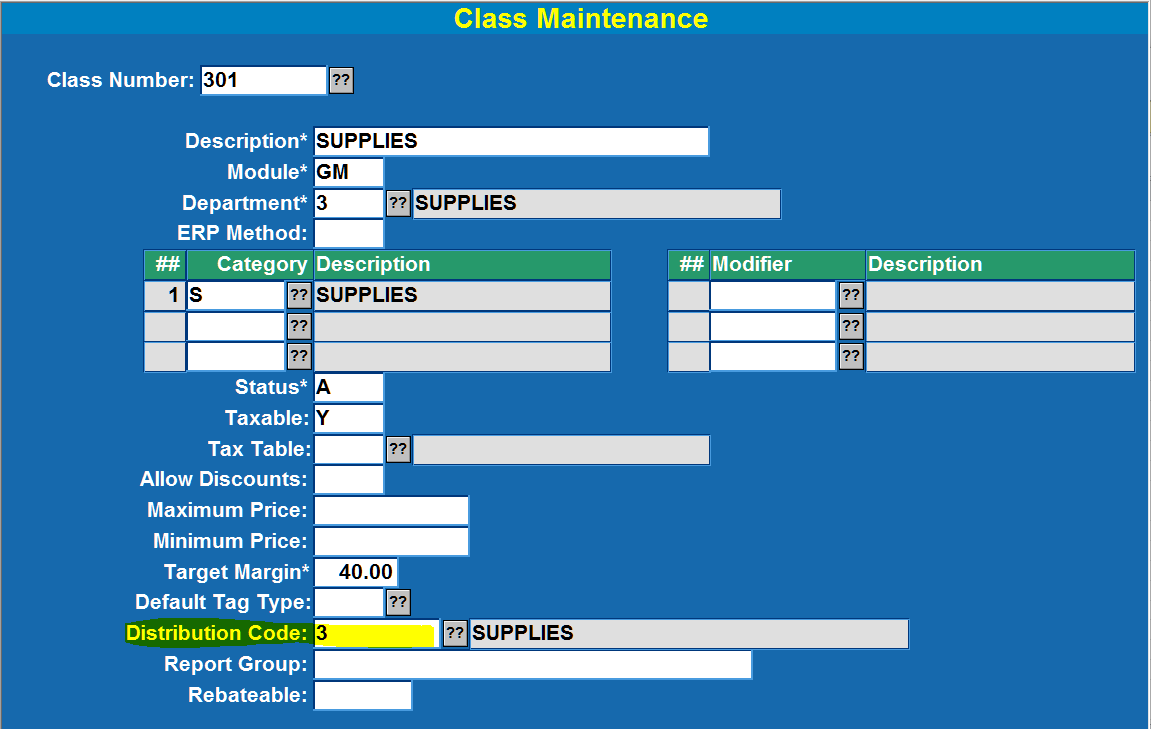 Class Maintenance
Class Number: 301 ??
Description* SUPPLIES
Module* GM
Department* 3 ?? SUPPLIES
ERP Method:
## Category Description ## Modifier Description
1 S ?? SUPPLIES ??
?? ??
?? ??
Status* A
Taxable: Y
Tax Table: ??
Allow Discounts:
Maximum Price:
Minimum Price:
Target Margin* 40.00
Default Tag Type: ??
Distribution Code: 3 ?? SUPPLIES
Report Group:
Rebateable: